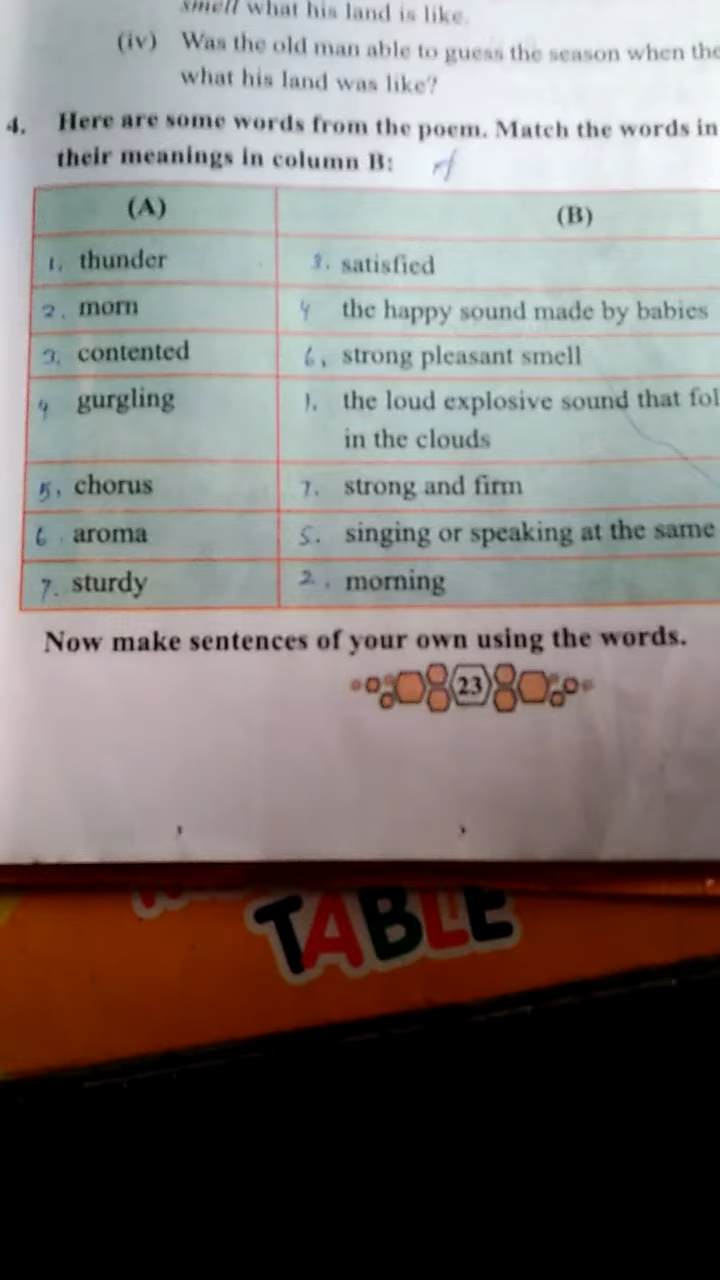 smell what his land is like.
(iv) Was the old man able to guess the season when the
what his land was like?
4. Here are some words from the poem. Match the words in
their meanings in column B:
(A) (B)
1. thunder 3. satisfied
2. morn 4 the happy sound made by babies
3. contented 6. strong pleasant smell
4 gurgling 1. the loud explosive sound that fol
in the clouds
5. chorus 7. strong and firm
6. aroma 5. singing or speaking at the same
7. sturdy 2. morning
Now make sentences of your own using the words.
23
TABLE